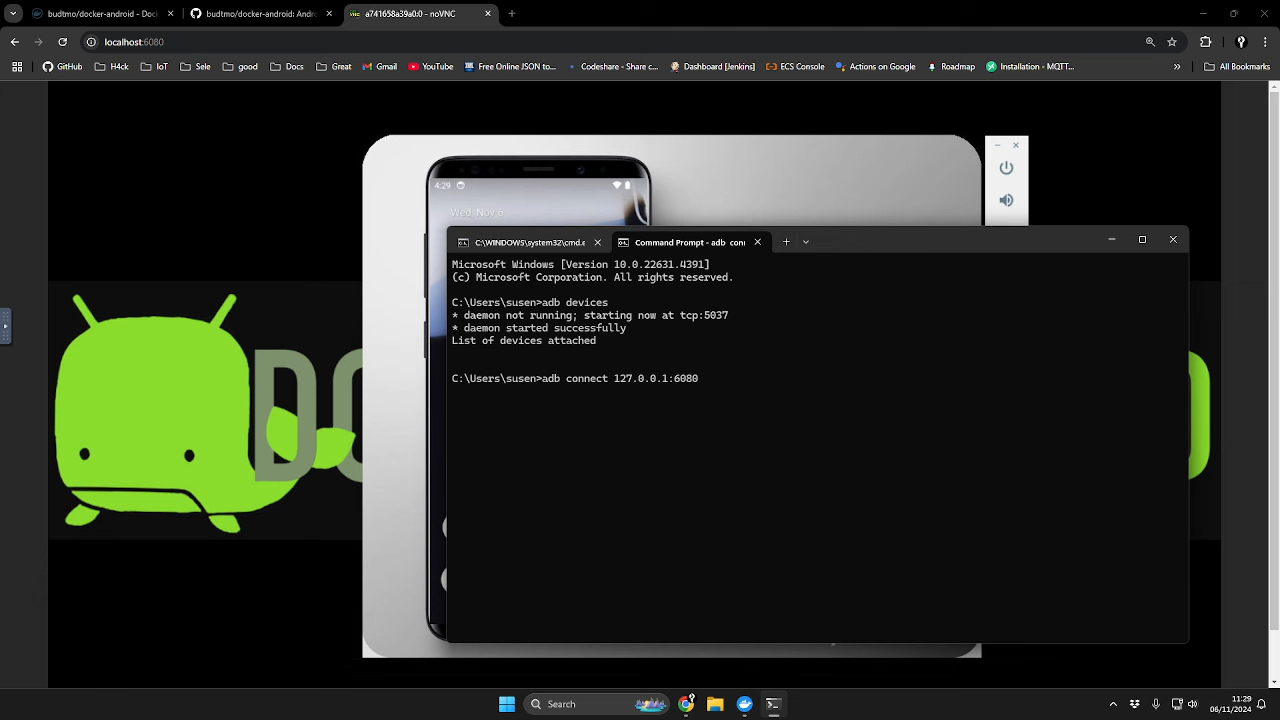 budtmo/docker-android - Doc
budtmo/docker-android: Andro
a741658a39a0:0 - noVNC
localhost:6080
GitHub
H4ck
IoT
Sale
good
Docs
Great
Gmail
YouTube
Free Online JSON to...
Codeshare - Share c...
Dashboard [Jenkins]
ECS Console
Actions on Google
Roadmap
Installation - MQTT...
»
All Bookmarks
4:29
Wed, Nov 6
C:\WINDOWS\system32\cmd.e
Command Prompt - adb conn
Microsoft Windows [Version 10.0.22631.4391]
(c) Microsoft Corporation. All rights reserved.
C:\Users\susen>adb devices
* daemon not running; starting now at tcp:5037
* daemon started successfully
List of devices attached
C:\Users\susen>adb connect 127.0.0.1:6080
Search
11:29
06/11/2024